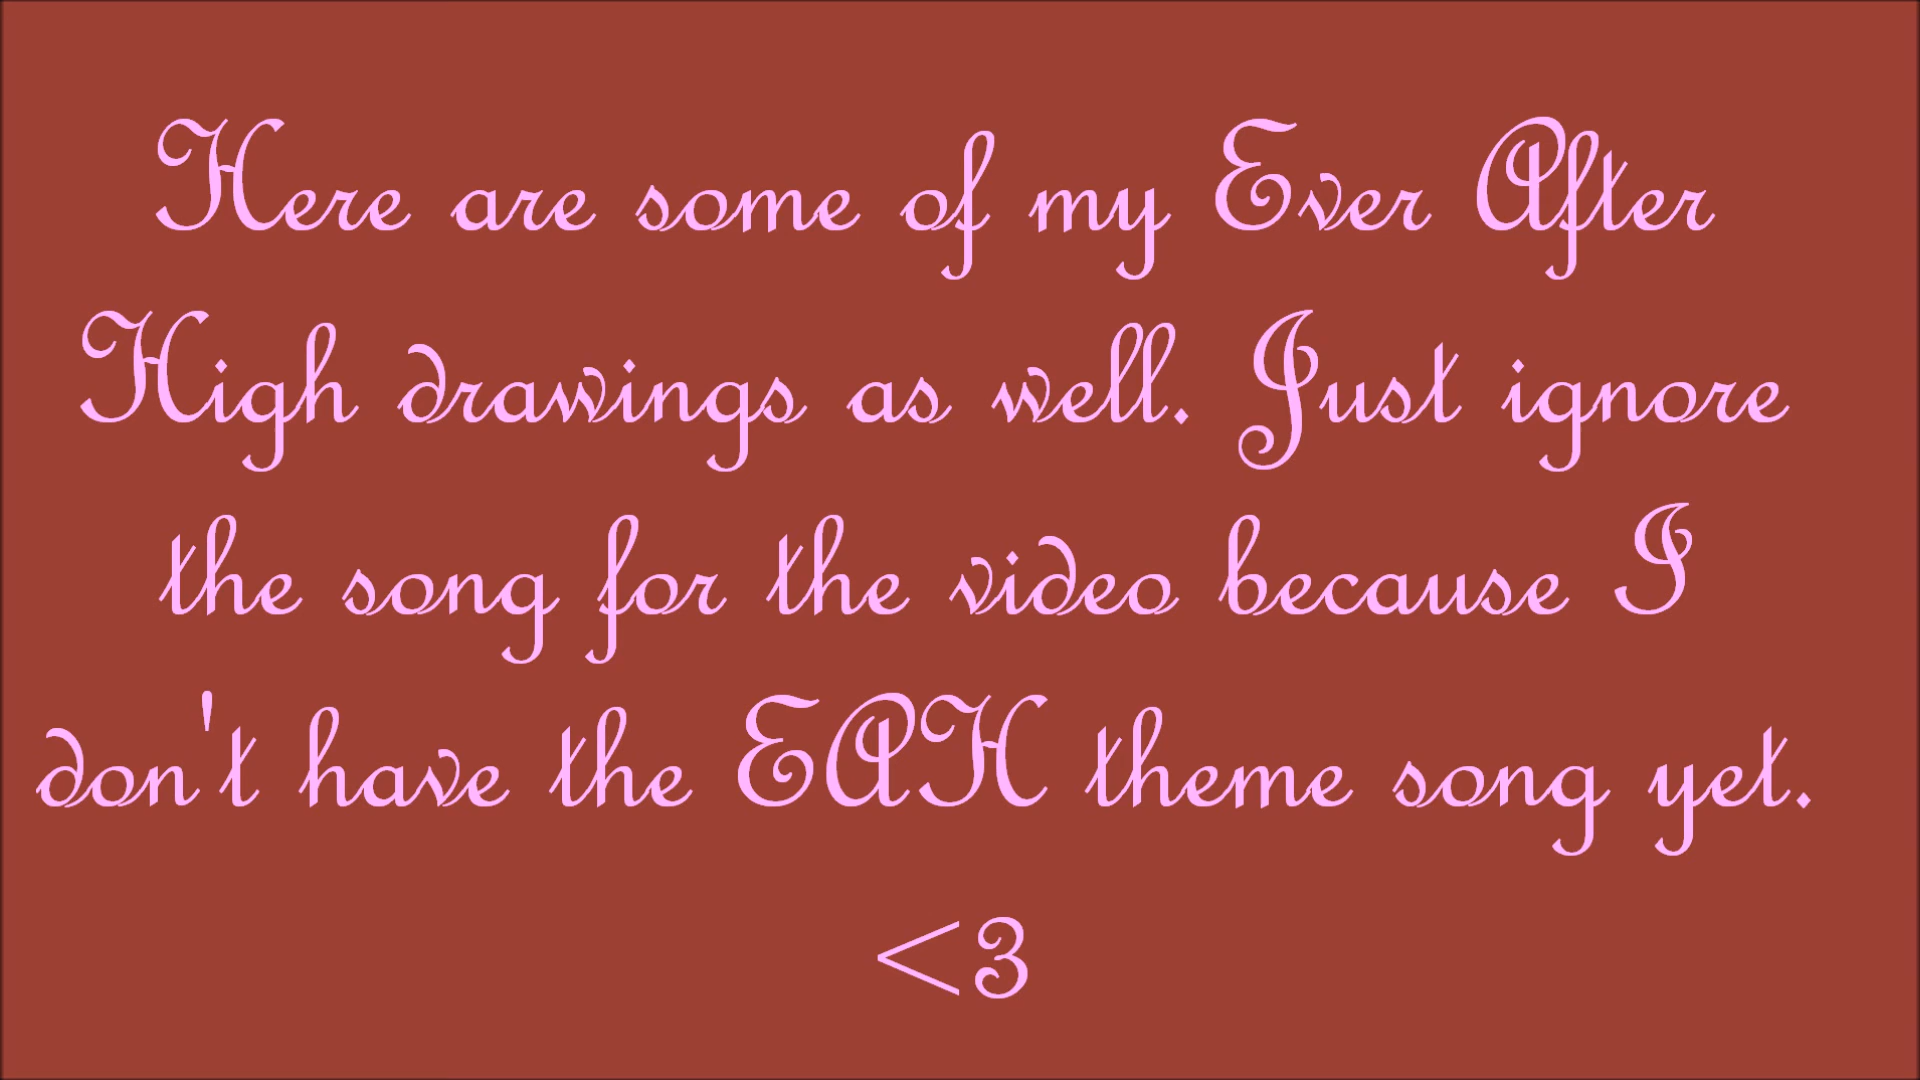 Here are some of my Ever After
High drawings as well. Just ignore
the song for the video because I
don't have the EAH theme song yet.
<3